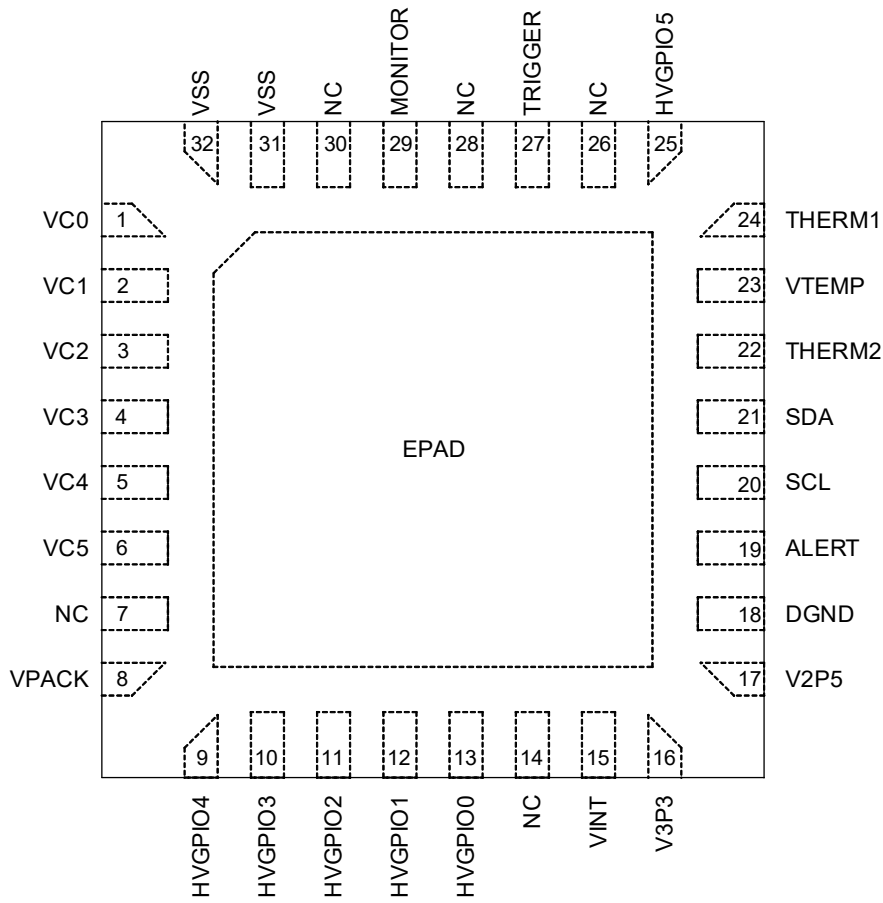 VSS
VSS
NC
MONITOR
NC
TRIGGER
NC
HVGPIO5
32
31
30
29
28
27
26
25
VC0
1
24
THERM1
VC1
2
23
VTEMP
VC2
3
22
THERM2
VC3
4
21
SDA
EPAD
VC4
5
20
SCL
VC5
6
19
ALERT
NC
7
18
DGND
VPACK
8
17
V2P5
9
10
11
12
13
14
15
16
HVGPIO4
HVGPIO3
HVGPIO2
HVGPIO1
HVGPIO0
NC
VINT
V3P3